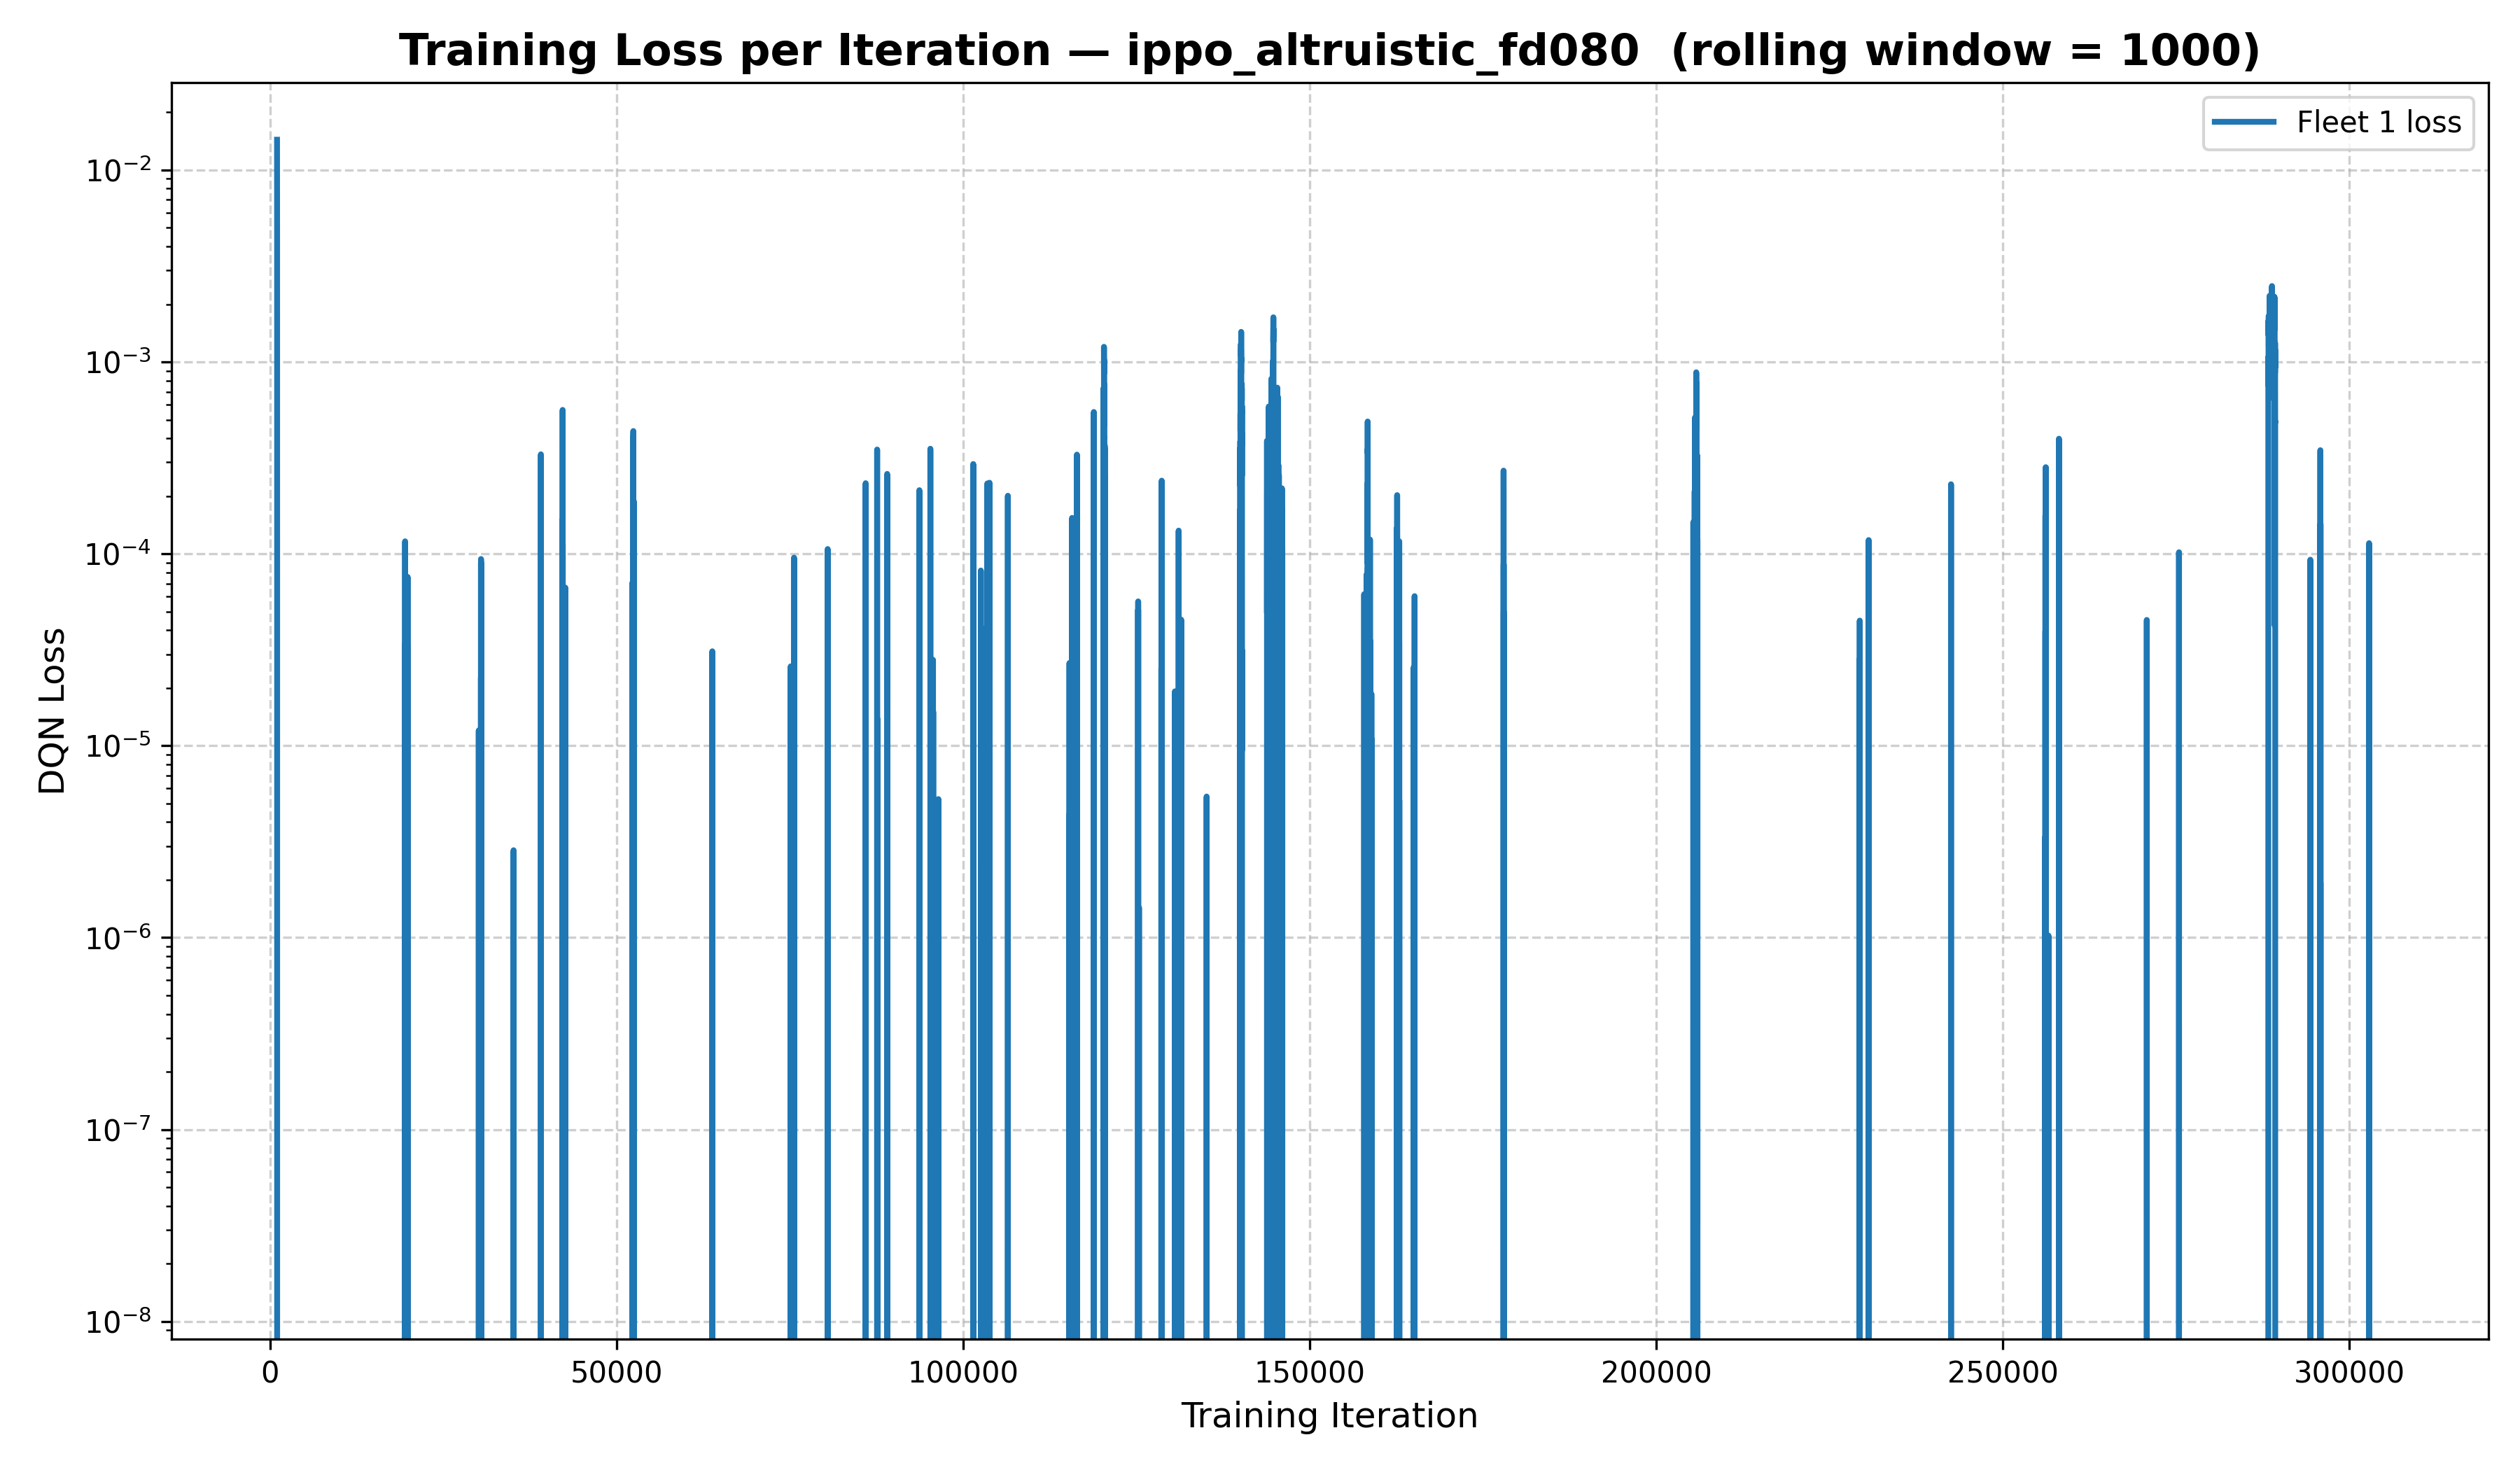 Training Loss per Iteration — ippo_altruistic_fd080  (rolling window = 1000)
Fleet 1 loss
DQN Loss
10⁻²
10⁻³
10⁻⁴
10⁻⁵
10⁻⁶
10⁻⁷
10⁻⁸
0 50000 100000 150000 200000 250000 300000
Training Iteration